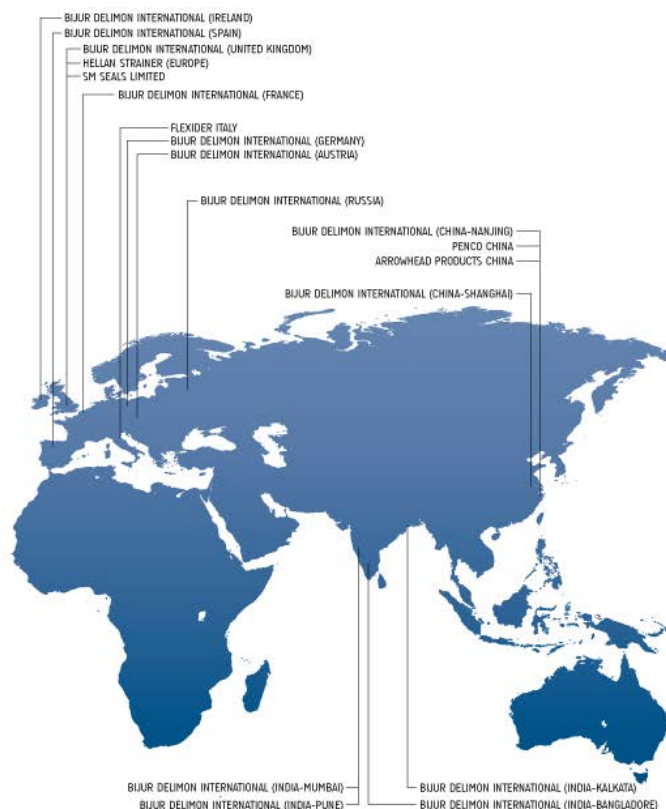 BIJUR DELIMON INTERNATIONAL (IRELAND)
BIJUR DELIMON INTERNATIONAL (SPAIN)
BIJUR DELIMON INTERNATIONAL (UNITED KINGDOM)
HELLAN STRAINER (EUROPE)
SM SEALS LIMITED
BIJUR DELIMON INTERNATIONAL (FRANCE)
FLEXIDER ITALY
BIJUR DELIMON INTERNATIONAL (GERMANY)
BIJUR DELIMON INTERNATIONAL (AUSTRIA)
BIJUR DELIMON INTERNATIONAL (RUSSIA)
BIJUR DELIMON INTERNATIONAL (CHINA-NANJING)
PENCO CHINA
ARROWHEAD PRODUCTS CHINA
BIJUR DELIMON INTERNATIONAL (CHINA-SHANGHAI)
BIJUR DELIMON INTERNATIONAL (INDIA-MUMBAI)
BIJUR DELIMON INTERNATIONAL (INDIA-KALKATA)
BIJUR DELIMON INTERNATIONAL (INDIA-PUNE)
BIJUR DELIMON INTERNATIONAL (INDIA-BANGLADORE)